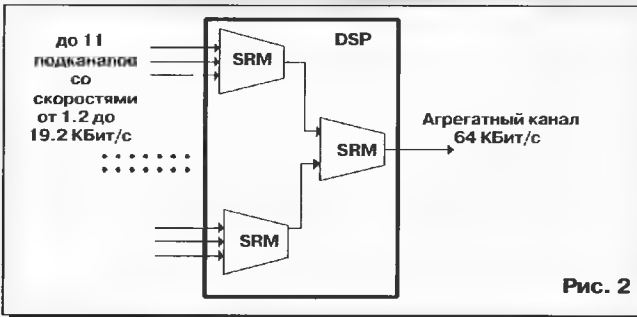 до 11
подканалов
со
скоростями
от 1.2 до
19.2 КБит/с
DSP
SRM
SRM
SRM
Агрегатный канал
64 КБит/с
Рис. 2